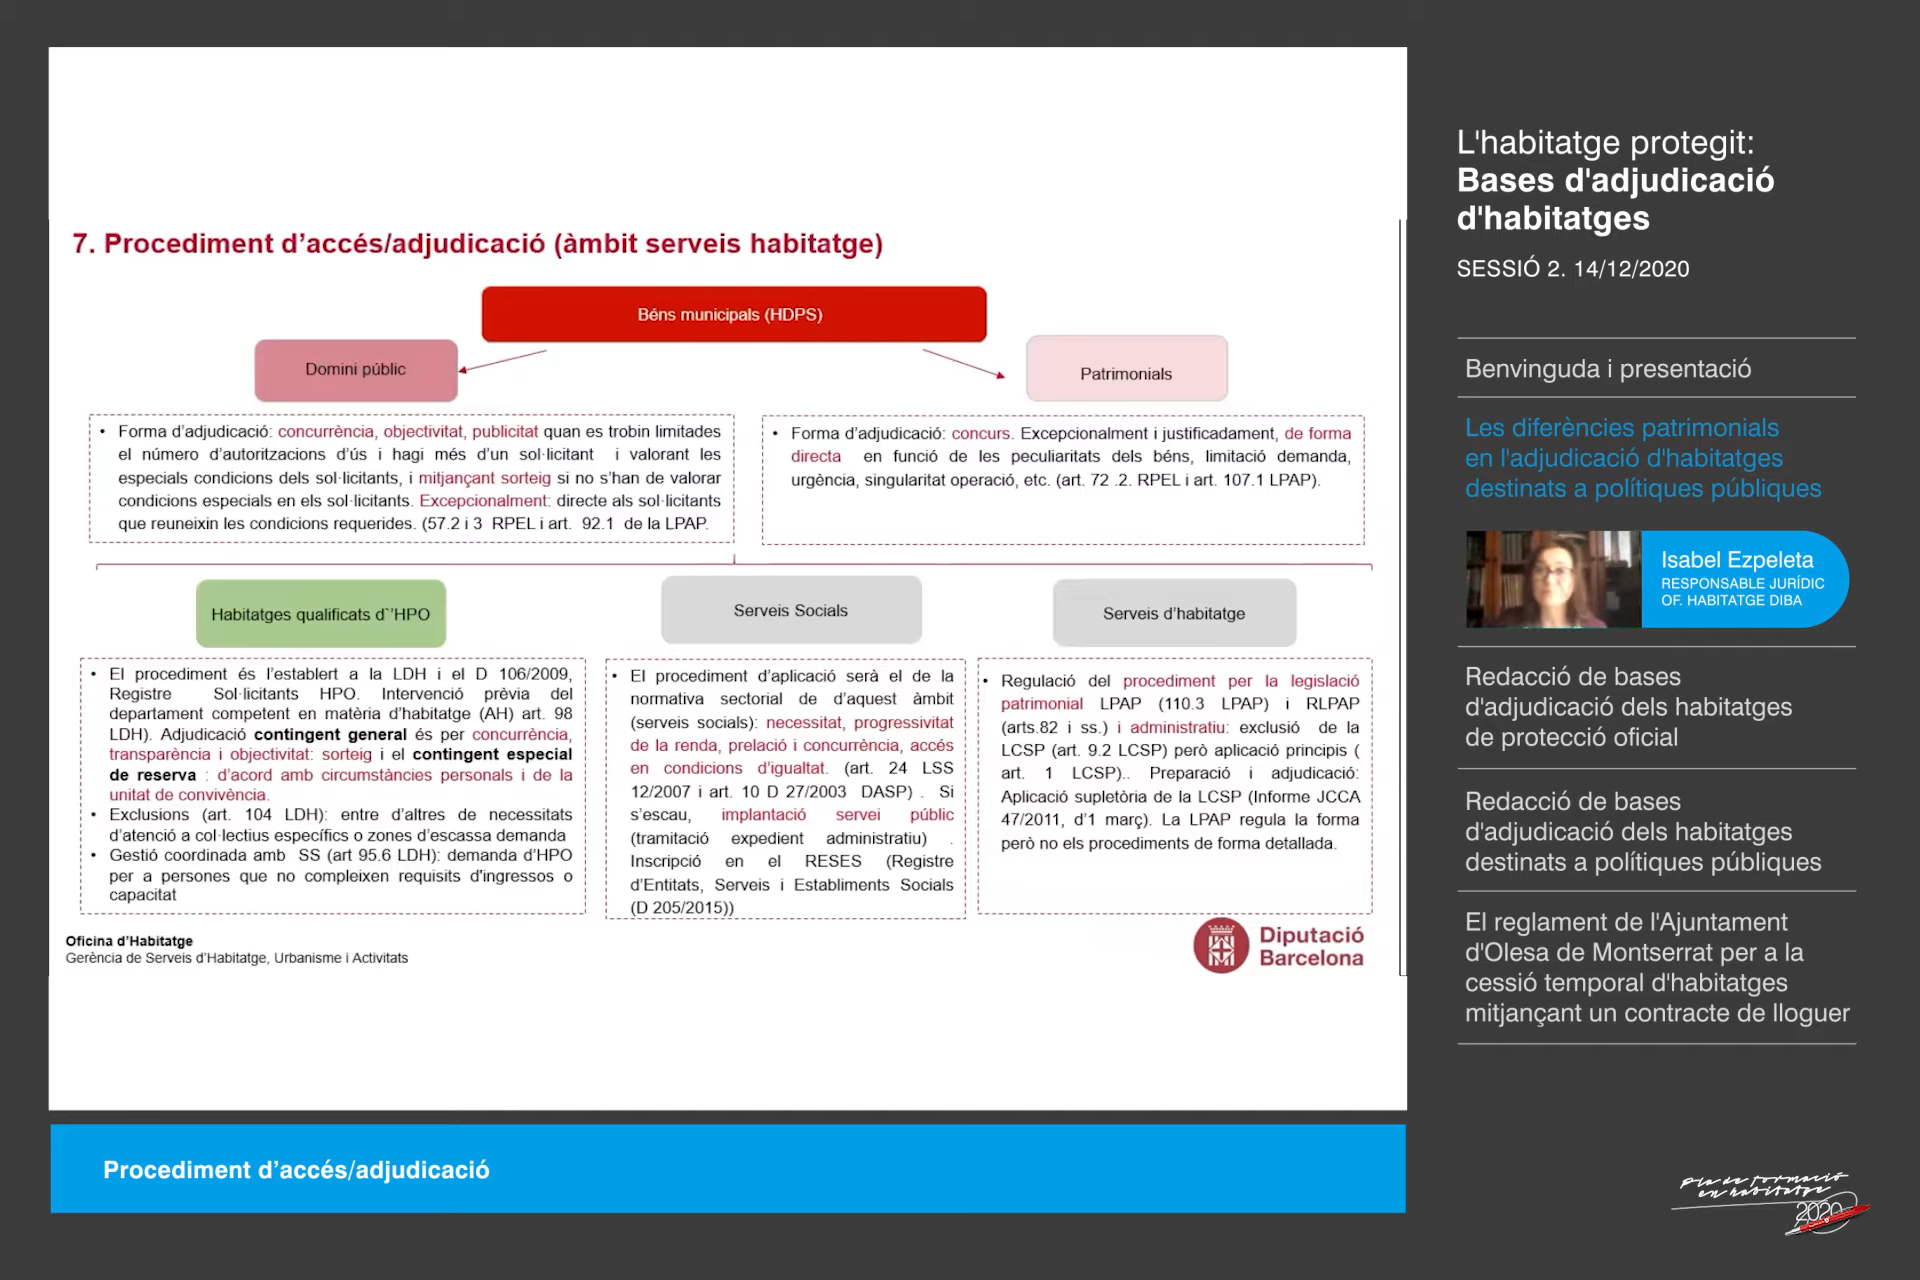 7. Procediment d’accés/adjudicació (àmbit serveis habitatge)
Béns municipals (HDPS)
Domini públic
Patrimonials
• Forma d’adjudicació: concurrència, objectivitat, publicitat quan es trobin limitades
el número d’autoritzacions d’ús i hagi més d’un sol·licitant i valorant les
especials condicions dels sol·licitants, i mitjançant sorteig si no s’han de valorar
condicions especials en els sol·licitants. Excepcionalment: directe als sol·licitants
que reuneixin les condicions requerides. (57.2 i 3 RPEL i art. 92.1 de la LPAP.
• Forma d’adjudicació: concurs. Excepcionalment i justificadament, de forma
directa en funció de les peculiaritats dels béns, limitació demanda,
urgència, singularitat operació, etc. (art. 72 .2. RPEL i art. 107.1 LPAP).
Habitatges qualificats d`’HPO
Serveis Socials
Serveis d’habitatge
• El procediment és l’establert a la LDH i el D 106/2009,
Registre Sol·licitants HPO. Intervenció prèvia del
departament competent en matèria d’habitatge (AH) art. 98
LDH). Adjudicació contingent general és per concurrència,
transparència i objectivitat: sorteig i el contingent especial
de reserva : d’acord amb circumstàncies personals i de la
unitat de convivència.
• Exclusions (art. 104 LDH): entre d’altres de necessitats
d’atenció a col·lectius específics o zones d’escassa demanda
• Gestió coordinada amb SS (art 95.6 LDH): demanda d’HPO
per a persones que no compleixen requisits d'ingressos o
capacitat
• El procediment d’aplicació serà el de la
normativa sectorial de d’aquest àmbit
(serveis socials): necessitat, progressivitat
de la renda, prelació i concurrència, accés
en condicions d’igualtat. (art. 24 LSS
12/2007 i art. 10 D 27/2003 DASP) . Si
s’escau, implantació servei públic
(tramitació expedient administratiu) .
Inscripció en el RESES (Registre
d’Entitats, Serveis i Establiments Socials
(D 205/2015))
• Regulació del procediment per la legislació
patrimonial LPAP (110.3 LPAP) i RLPAP
(arts.82 i ss.) i administratiu: exclusió de la
LCSP (art. 9.2 LCSP) però aplicació principis (
art. 1 LCSP).. Preparació i adjudicació:
Aplicació supletòria de la LCSP (Informe JCCA
47/2011, d’1 març). La LPAP regula la forma
però no els procediments de forma detallada.
Oficina d’Habitatge
Gerència de Serveis d’Habitatge, Urbanisme i Activitats
Diputació
Barcelona
Procediment d’accés/adjudicació
L'habitatge protegit:
Bases d'adjudicació
d'habitatges
SESSIÓ 2. 14/12/2020
Benvinguda i presentació
Les diferències patrimonials
en l'adjudicació d'habitatges
destinats a polítiques públiques
Isabel Ezpeleta
RESPONSABLE JURÍDIC
OF. HABITATGE DIBA
Redacció de bases
d'adjudicació dels habitatges
de protecció oficial
Redacció de bases
d'adjudicació dels habitatges
destinats a polítiques públiques
El reglament de l'Ajuntament
d'Olesa de Montserrat per a la
cessió temporal d'habitatges
mitjançant un contracte de lloguer
pla de formació
en habitatge
2020